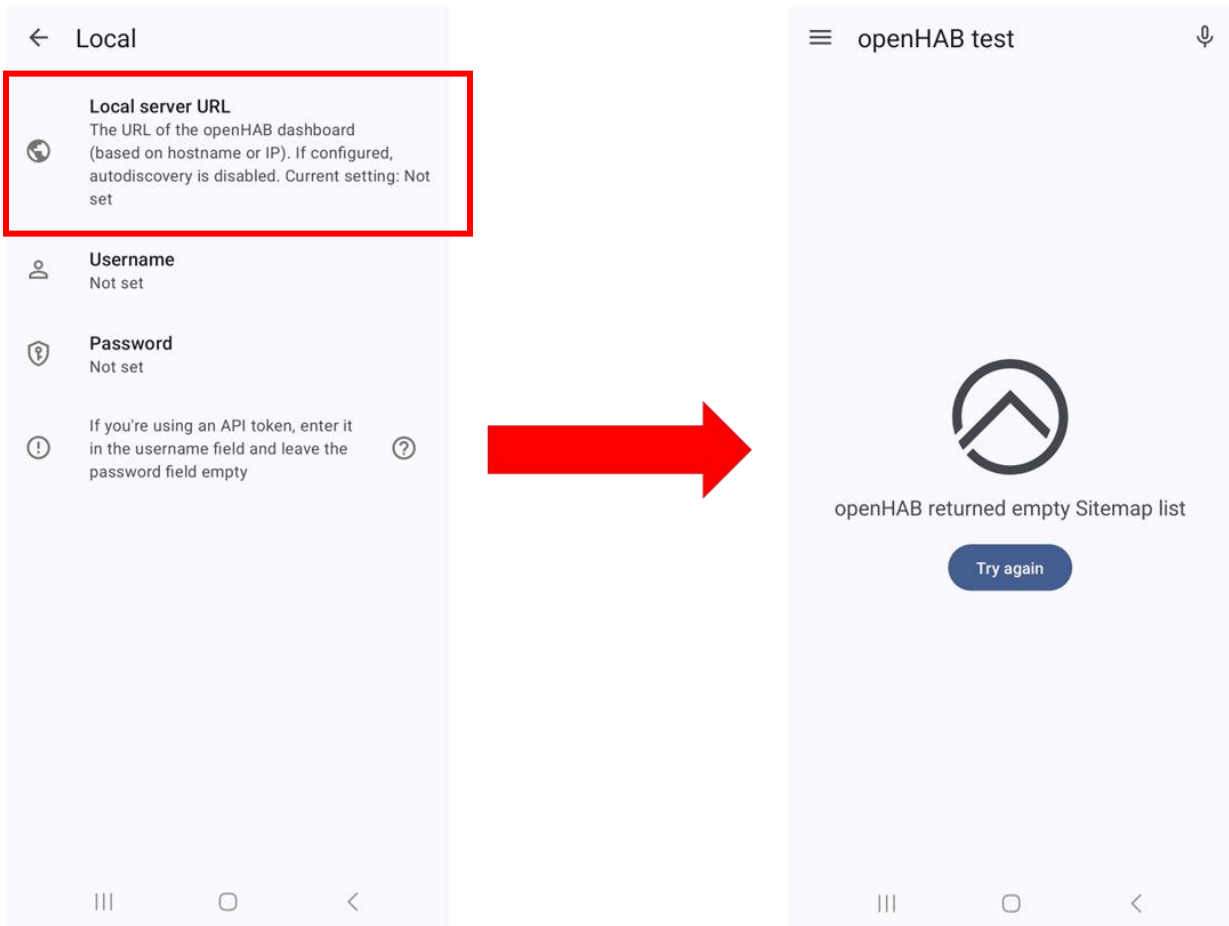 Local
Local server URL
The URL of the openHAB dashboard
(based on hostname or IP). If configured,
autodiscovery is disabled. Current setting: Not
set
Username
Not set
Password
Not set
If you're using an API token, enter it
in the username field and leave the
password field empty
openHAB test
openHAB returned empty Sitemap list
Try again